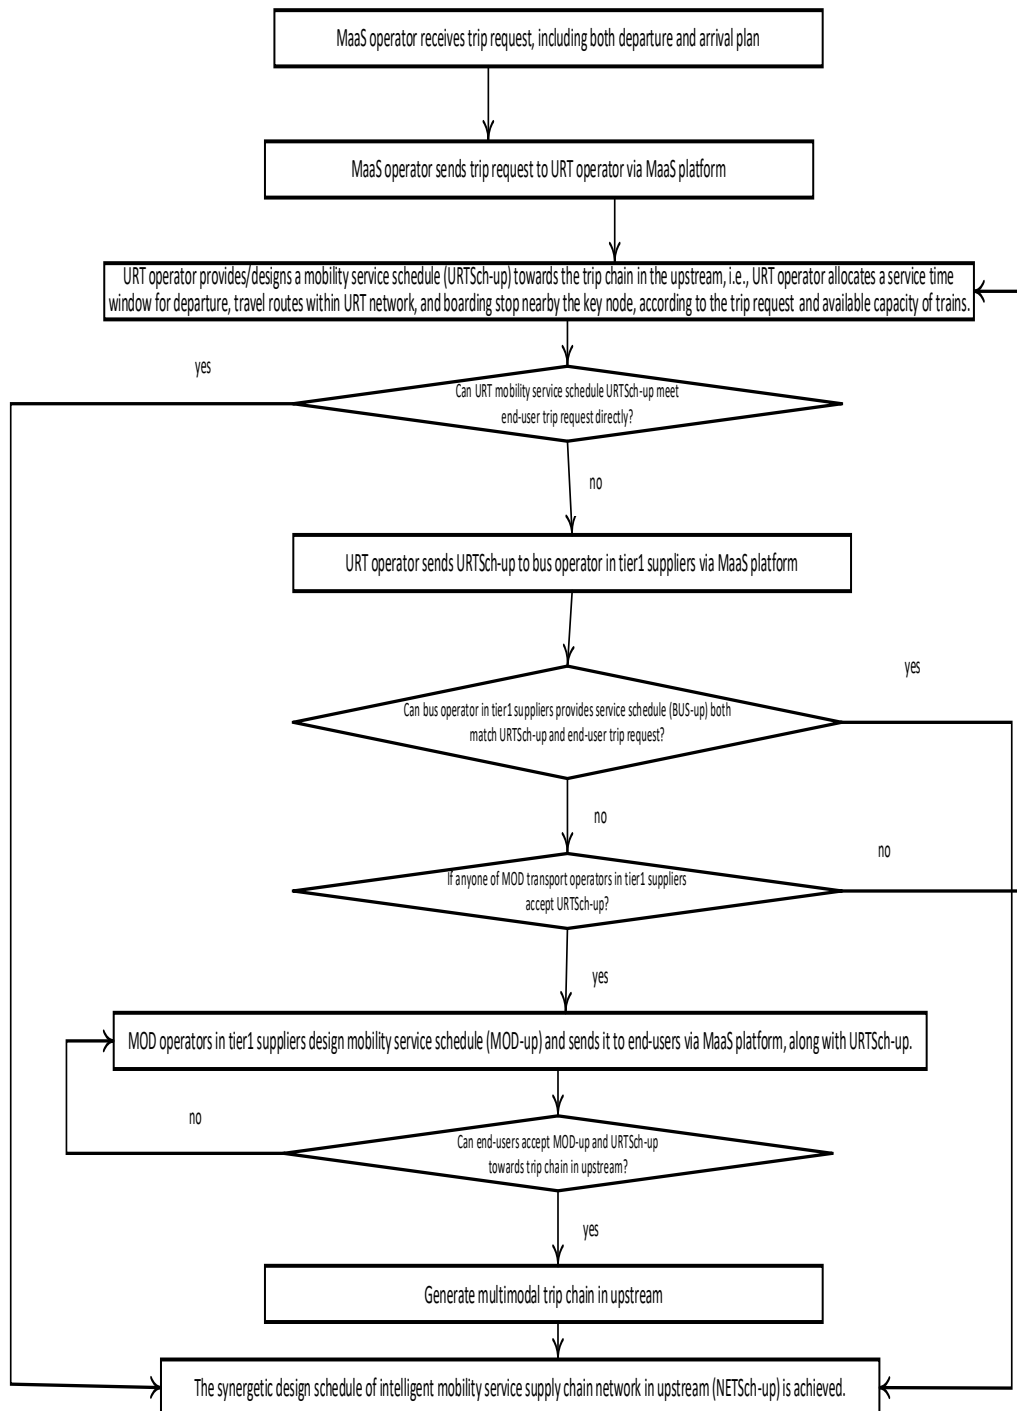 MaaS operator receives trip request, including both departure and arrival plan
MaaS operator sends trip request to URT operator via MaaS platform
URT operator provides/designs a mobility service schedule (URTSch-up) towards the trip chain in the upstream, i.e., URT operator allocates a service time
window for departure, travel routes within URT network, and boarding stop nearby the key node, according to the trip request and available capacity of trains.
yes
Can URT mobility service schedule URTSch-up meet
end-user trip request directly?
no
URT operator sends URTSch-up to bus operator in tier1 suppliers via MaaS platform
yes
Can bus operator in tier1 suppliers provides service schedule (BUS-up) both
match URTSch-up and end-user trip request?
no
no
If anyone of MOD transport operators in tier1 suppliers
accept URTSch-up?
yes
MOD operators in tier1 suppliers design mobility service schedule (MOD-up) and sends it to end-users via MaaS platform, along with URTSch-up.
no
Can end-users accept MOD-up and URTSch-up
towards trip chain in upstream?
yes
Generate multimodal trip chain in upstream
The synergetic design schedule of intelligent mobility service supply chain network in upstream (NETSch-up) is achieved.